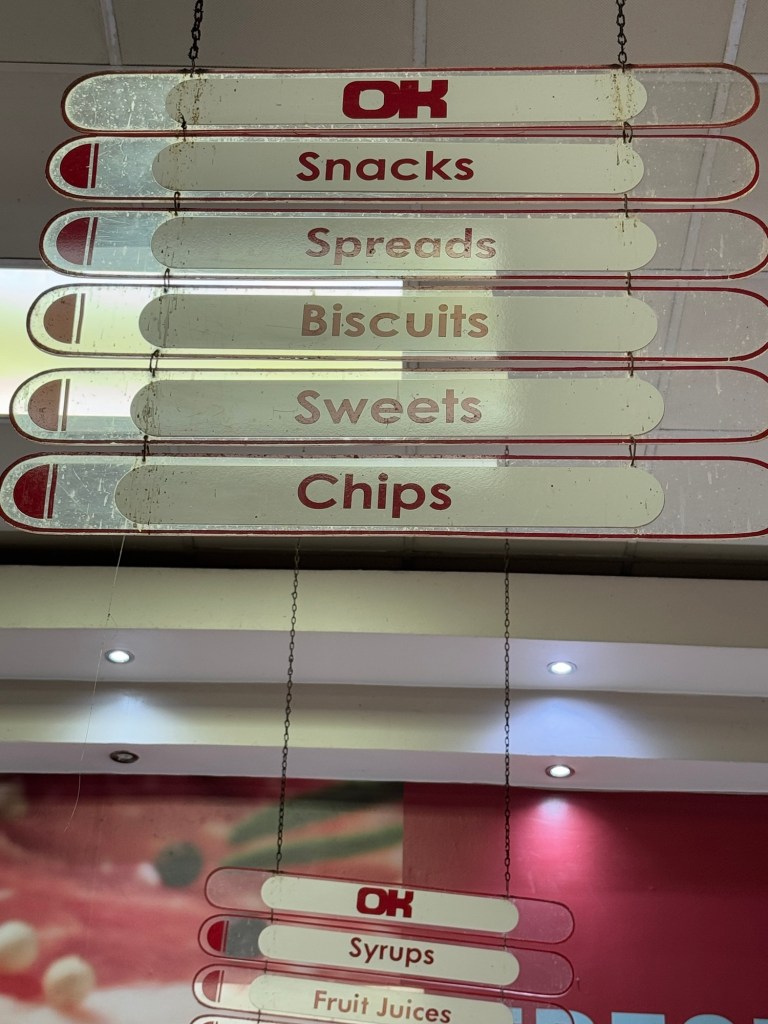 OK
Snacks
Spreads
Biscuits
Sweets
Chips
OK
Syrups
Fruit Juices